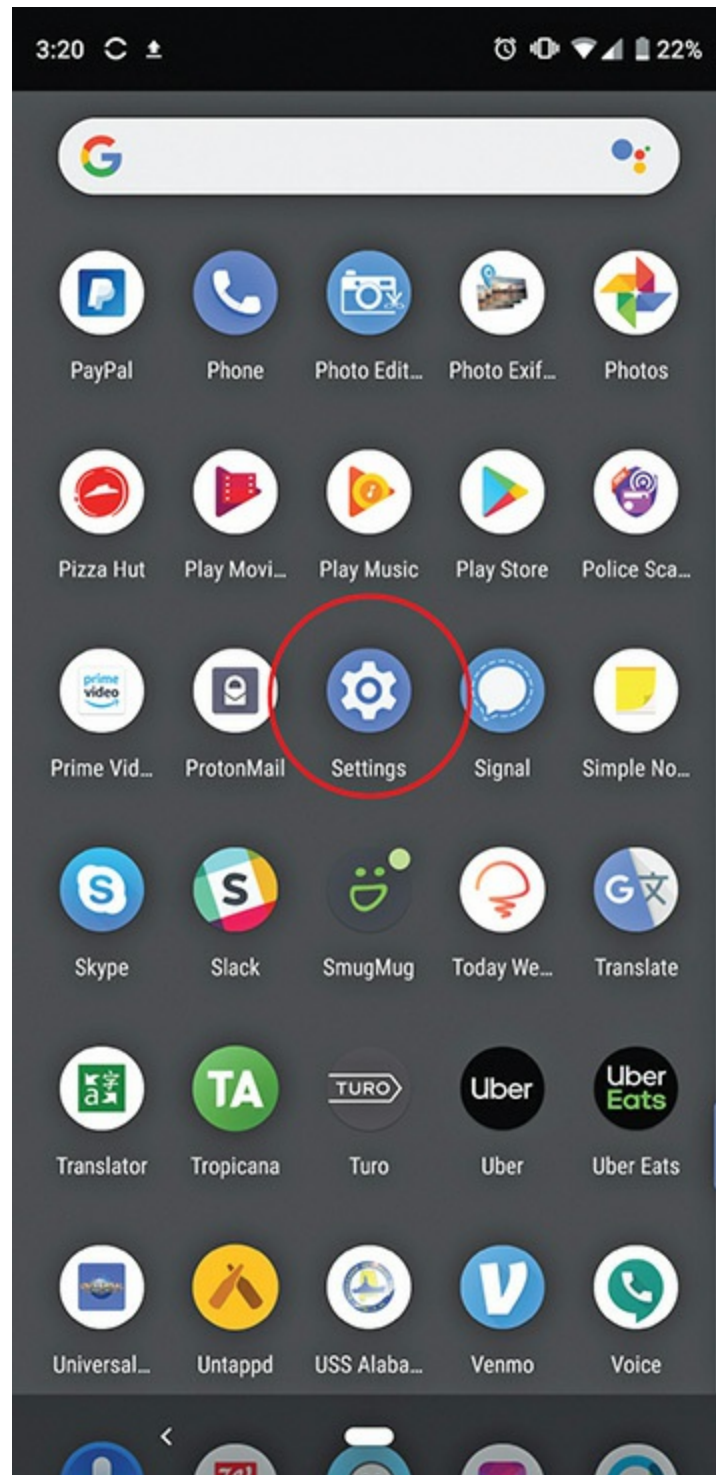 3:20 22%
G
PayPal Phone Photo Edit... Photo Exif... Photos
Pizza Hut Play Movi... Play Music Play Store Police Sca...
prime video
Prime Vid... ProtonMail Settings Signal Simple No...
S S G 文
Skype Slack SmugMug Today We... Translate
字 a TA TURO Uber Uber Eats
Translator Tropicana Turo Uber Uber Eats
Universal... Untappd USS Alaba... Venmo Voice